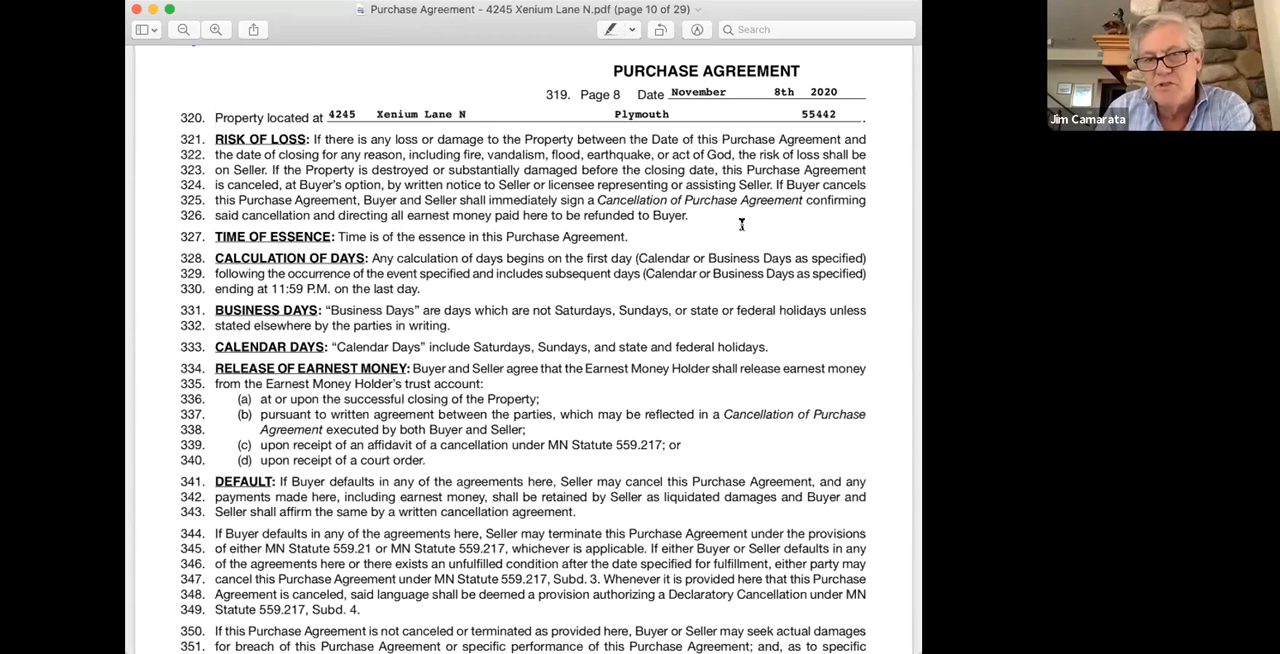 Purchase Agreement - 4245 Xenium Lane N.pdf (page 10 of 29)
Search
Jim Camarata
PURCHASE AGREEMENT
319. Page 8 Date November 8th 2020
320. Property located at 4245 Xenium Lane N Plymouth 55442 .
321. RISK OF LOSS: If there is any loss or damage to the Property between the Date of this Purchase Agreement and
322. the date of closing for any reason, including fire, vandalism, flood, earthquake, or act of God, the risk of loss shall be
323. on Seller. If the Property is destroyed or substantially damaged before the closing date, this Purchase Agreement
324. is canceled, at Buyer's option, by written notice to Seller or licensee representing or assisting Seller. If Buyer cancels
325. this Purchase Agreement, Buyer and Seller shall immediately sign a Cancellation of Purchase Agreement confirming
326. said cancellation and directing all earnest money paid here to be refunded to Buyer.
327. TIME OF ESSENCE: Time is of the essence in this Purchase Agreement.
328. CALCULATION OF DAYS: Any calculation of days begins on the first day (Calendar or Business Days as specified)
329. following the occurrence of the event specified and includes subsequent days (Calendar or Business Days as specified)
330. ending at 11:59 P.M. on the last day.
331. BUSINESS DAYS: “Business Days” are days which are not Saturdays, Sundays, or state or federal holidays unless
332. stated elsewhere by the parties in writing.
333. CALENDAR DAYS: “Calendar Days” include Saturdays, Sundays, and state and federal holidays.
334. RELEASE OF EARNEST MONEY: Buyer and Seller agree that the Earnest Money Holder shall release earnest money
335. from the Earnest Money Holder's trust account:
336. (a) at or upon the successful closing of the Property;
337. (b) pursuant to written agreement between the parties, which may be reflected in a Cancellation of Purchase
338. Agreement executed by both Buyer and Seller;
339. (c) upon receipt of an affidavit of a cancellation under MN Statute 559.217; or
340. (d) upon receipt of a court order.
341. DEFAULT: If Buyer defaults in any of the agreements here, Seller may cancel this Purchase Agreement, and any
342. payments made here, including earnest money, shall be retained by Seller as liquidated damages and Buyer and
343. Seller shall affirm the same by a written cancellation agreement.
344. If Buyer defaults in any of the agreements here, Seller may terminate this Purchase Agreement under the provisions
345. of either MN Statute 559.21 or MN Statute 559.217, whichever is applicable. If either Buyer or Seller defaults in any
346. of the agreements here or there exists an unfulfilled condition after the date specified for fulfillment, either party may
347. cancel this Purchase Agreement under MN Statute 559.217, Subd. 3. Whenever it is provided here that this Purchase
348. Agreement is canceled, said language shall be deemed a provision authorizing a Declaratory Cancellation under MN
349. Statute 559.217, Subd. 4.
350. If this Purchase Agreement is not canceled or terminated as provided here, Buyer or Seller may seek actual damages
351. for breach of this Purchase Agreement or specific performance of this Purchase Agreement; and, as to specific